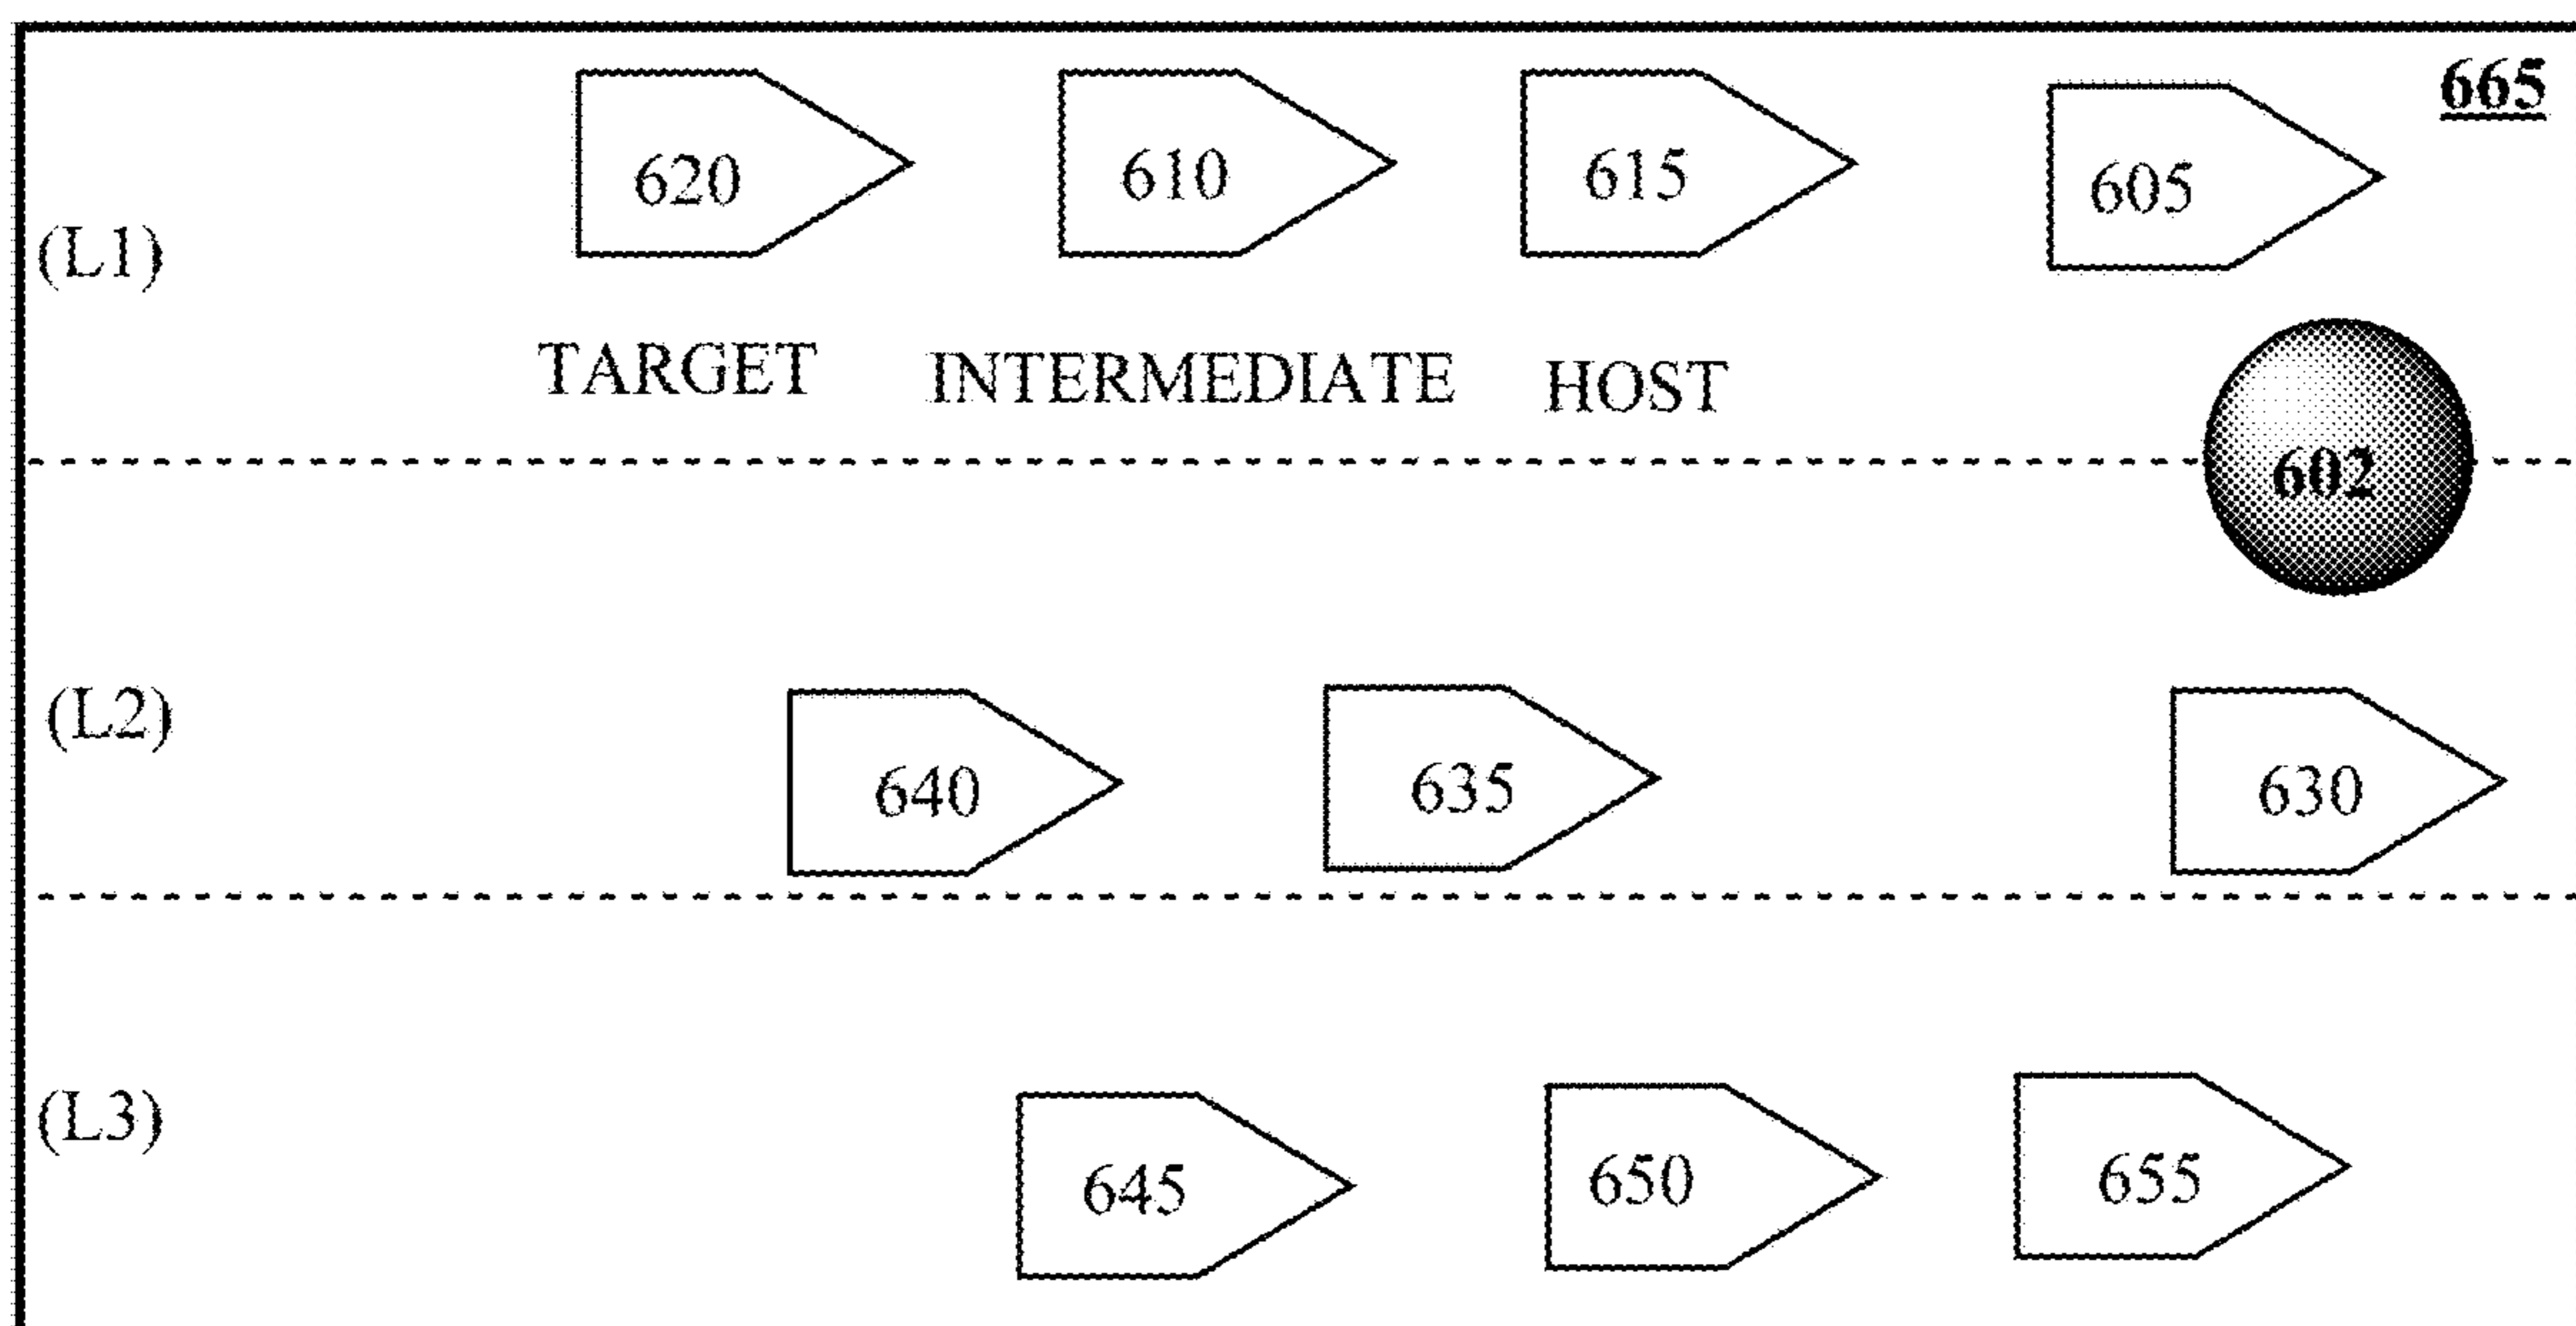 665
620 610 615 605
(L1)
TARGET INTERMEDIATE HOST
602
(L2)
640 635 630
(L3)
645 650 655